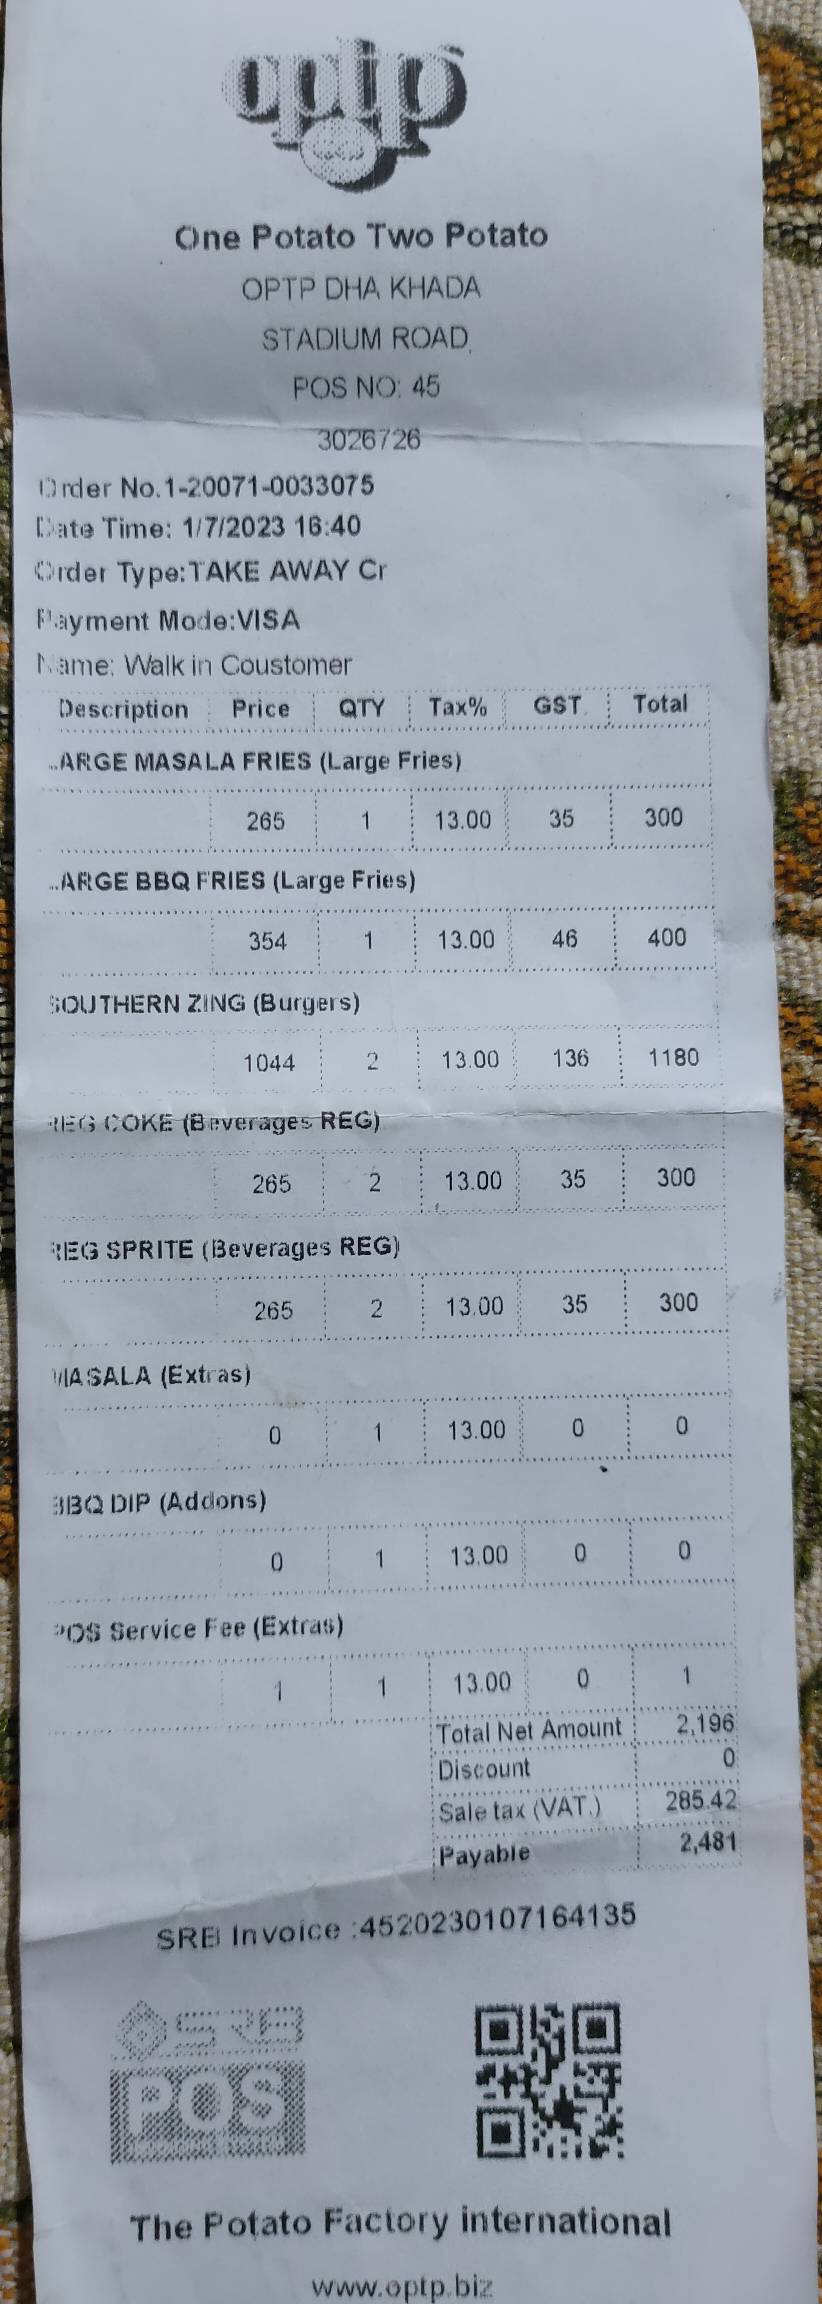 optp
One Potato Two Potato
OPTP DHA KHADA
STADIUM ROAD,
POS NO: 45
3026726
Order No.1-20071-0033075
Date Time: 1/7/2023 16:40
Order Type:TAKE AWAY Cr
Payment Mode:VISA
Name: Walk in Coustomer
Description Price QTY Tax% GST Total
LARGE MASALA FRIES (Large Fries)
265 1 13.00 35 300
LARGE BBQ FRIES (Large Fries)
354 1 13.00 46 400
SOUTHERN ZING (Burgers)
1044 2 13.00 136 1180
REG COKE (Beverages REG)
265 2 13.00 35 300
REG SPRITE (Beverages REG)
265 2 13.00 35 300
MASALA (Extras)
0 1 13.00 0 0
BBQ DIP (Addons)
0 1 13.00 0 0
POS Service Fee (Extras)
1 1 13.00 0 1
Total Net Amount 2,196
Discount 0
Sale tax (VAT.) 285.42
Payable 2,481
SRB Invoice :4520230107164135
SRB
POS
The Potato Factory international
www.optp.biz